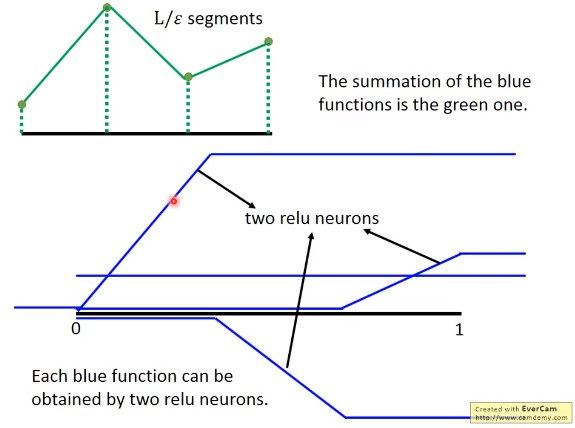 L/ε segments
The summation of the blue
functions is the green one.
two relu neurons
0
1
Each blue function can be
obtained by two relu neurons.
Created with EverCam.
http://www.camdemy.com